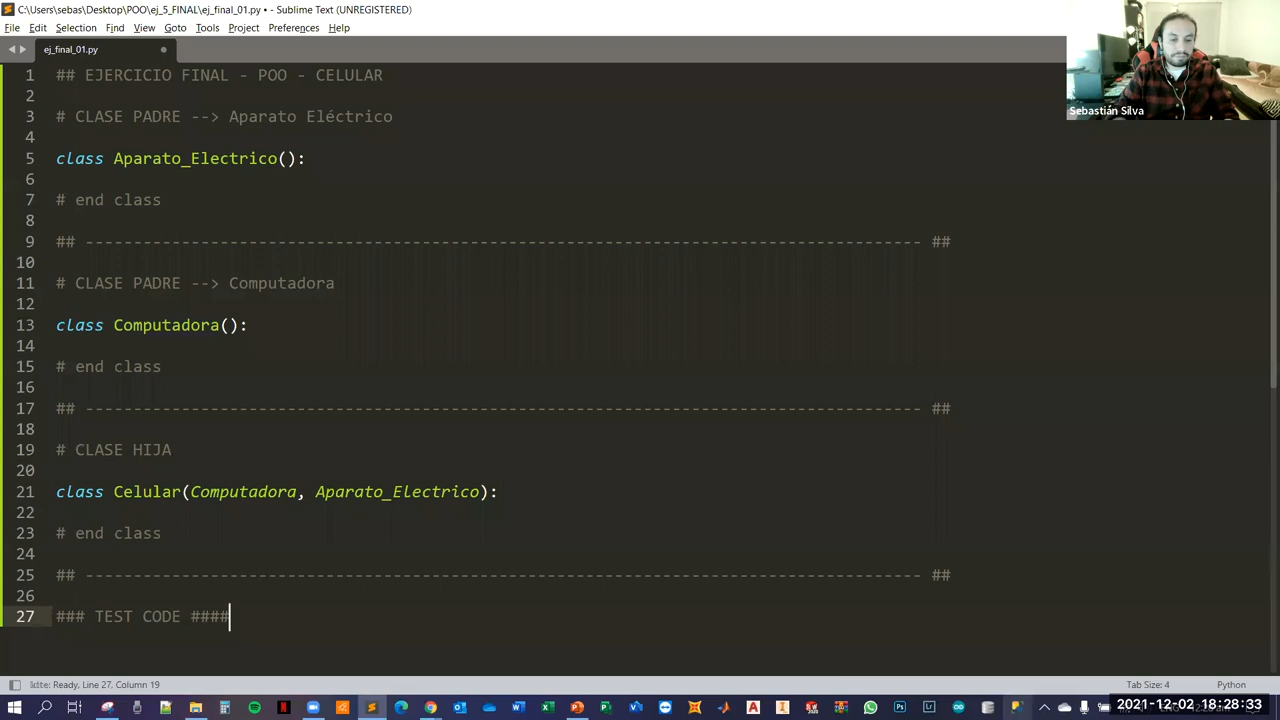 C:\Users\sebas\Desktop\POO\ej_5_FINAL\ej_final_01.py • - Sublime Text (UNREGISTERED)
File Edit Selection Find View Goto Tools Project Preferences Help
ej_final_01.py
Sebastián Silva
1 ## EJERCICIO FINAL - POO - CELULAR
2
3 # CLASE PADRE --> Aparato Eléctrico
4
5 class Aparato_Electrico():
6
7 # end class
8
9 ## --------------------------------------------------------------------------------------- ##
10
11 # CLASE PADRE --> Computadora
12
13 class Computadora():
14
15 # end class
16
17 ## --------------------------------------------------------------------------------------- ##
18
19 # CLASE HIJA
20
21 class Celular(Computadora, Aparato_Electrico):
22
23 # end class
24
25 ## --------------------------------------------------------------------------------------- ##
26
27 ### TEST CODE ####
Ready, Line 27, Column 19
Tab Size: 4
Python
2021-12-02 18:28:33